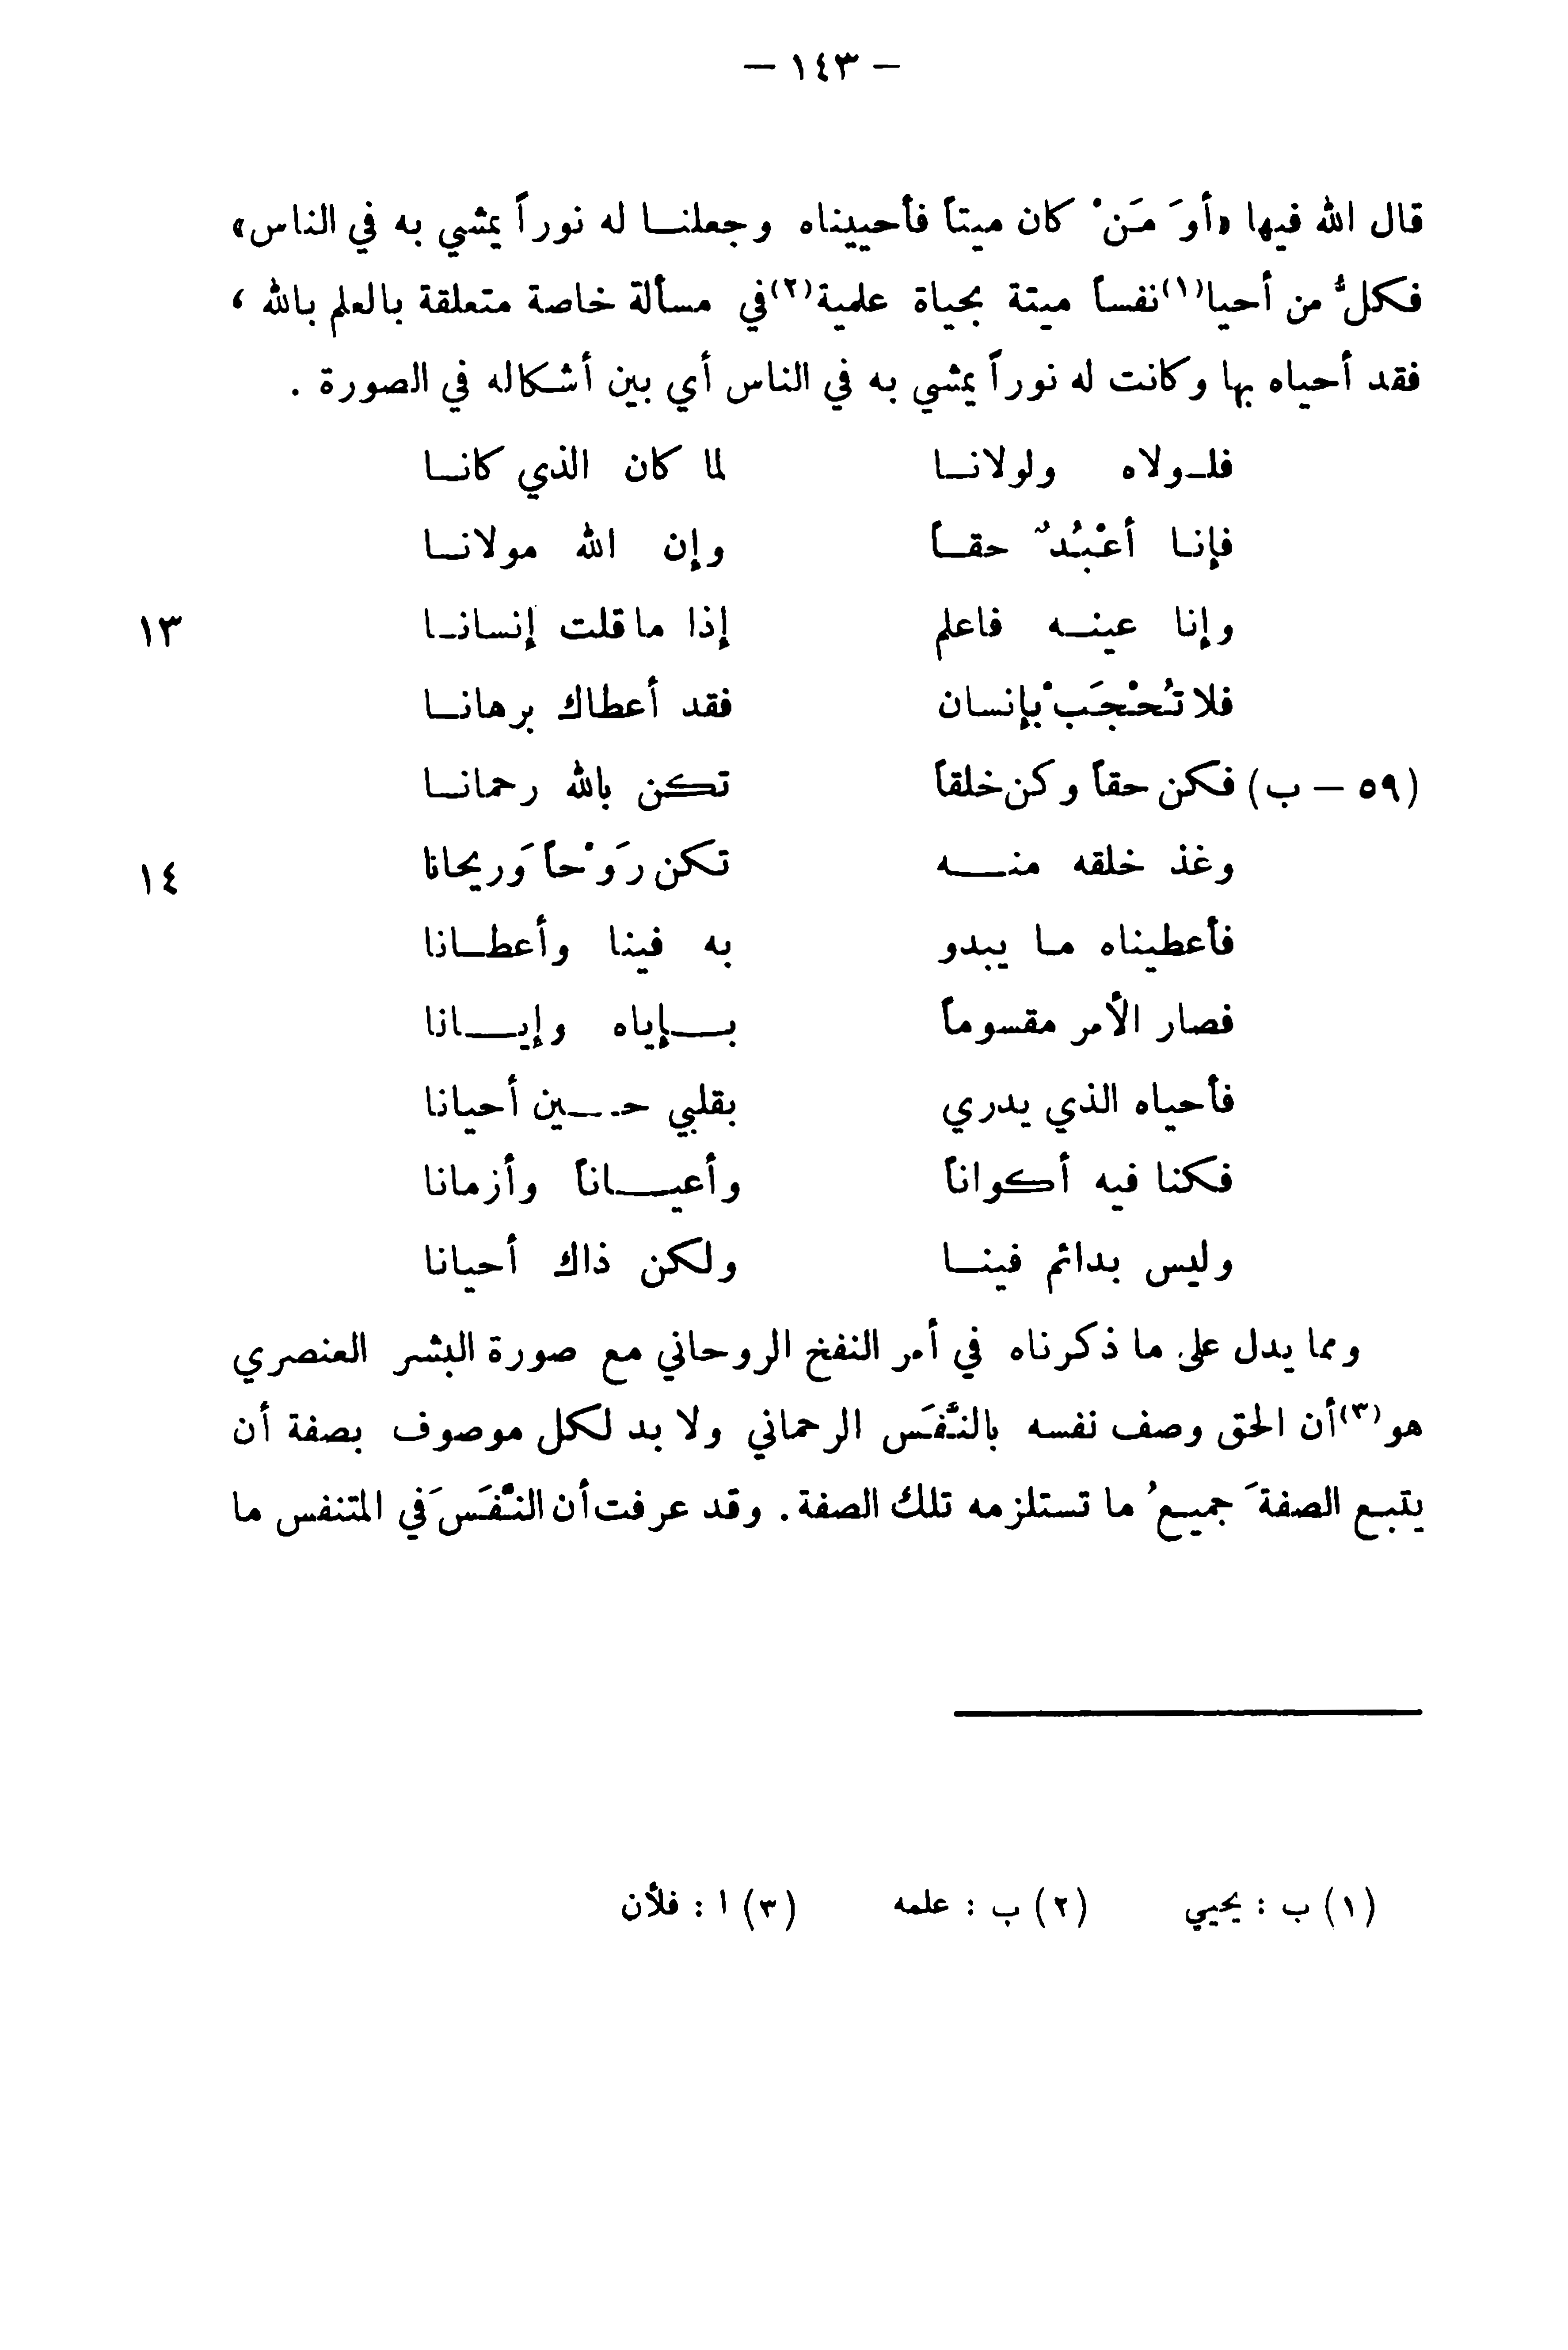 — ١٤٣ —
قال الله فيها «أوَ مَنْ كان ميتاً فأحييناه وجعلنا له نوراً يمشي به في الناس»
فكلُّ من أحيا(١) نفساً ميتة بحياة علمية(٢) في مسألة خاصة متعلقة بالعلم بالله ،
فقد أحياه بها وكانت له نوراً يمشي به في الناس أي بين أشكاله في الصورة .
فلولاه ولولانا لما كان الذي كانا
فإنا أعْبُدٌ حقاً وإن الله مولانا
وإنا عينه فاعلم إذا ما قلت إنسانا ١٣
فلا تُحْجَبْ بإنسان فقد أعطاك برهانا
(٥٩ — ب) فكن حقاً وكن خلقاً تكن بالله رحمانا
وغذ خلقه منه تكن رَوْحاً وَريحانا ١٤
فأعطيناه ما يبدو به فينا وأعطانا
فصار الأمر مقسوماً بإياه وإيانا
فأحياه الذي يدري بقلبي حين أحيانا
فكنا فيه أكواناً وأعياناً وأزمانا
وليس بدائم فينا ولكن ذاك أحيانا
ومما يدل على ما ذكرناه في أمر النفخ الروحاني مع صورة البشر العنصري
هو(٣) أن الحق وصف نفسه بالنَّفَس الرحماني ولا بد لكل موصوف بصفة أن
يتبع الصفةَ جميعُ ما تستلزمه تلك الصفة . وقد عرفت أن النَّفَسَ في المتنفس ما
(١) ب : يحيي (٢) ب : علمه (٣) ا : فلأن